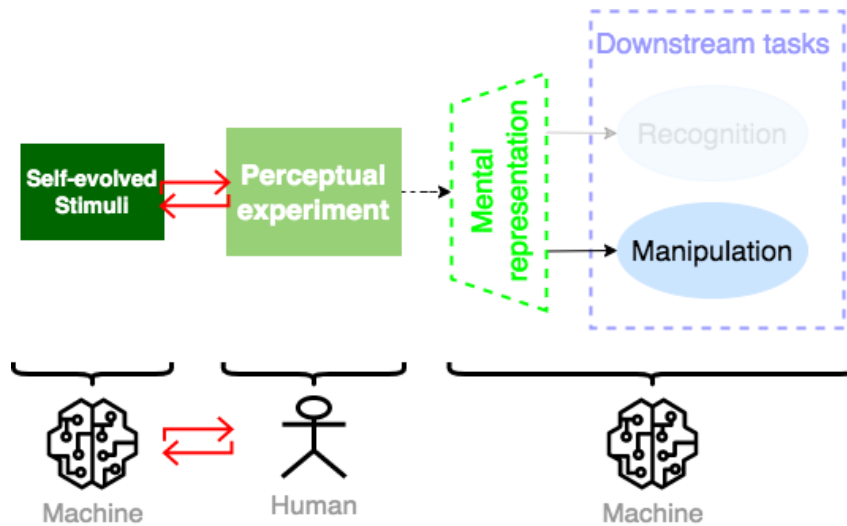 Downstream tasks
Self-evolved
Stimuli
Perceptual
experiment
Mental
representation
Recognition
Manipulation
Machine
Human
Machine